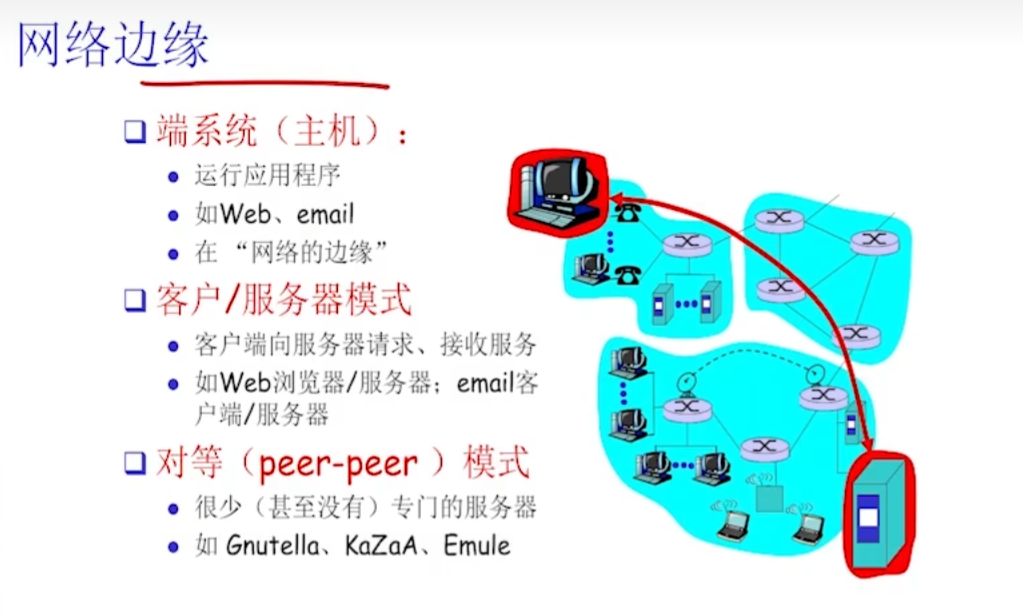 网络边缘
端系统（主机）：
运行应用程序
如Web、email
在“网络的边缘”
客户/服务器模式
客户端向服务器请求、接收服务
如Web浏览器/服务器；email客
户端/服务器
对等（peer-peer ）模式
很少（甚至没有）专门的服务器
如 Gnutella、KaZaA、Emule